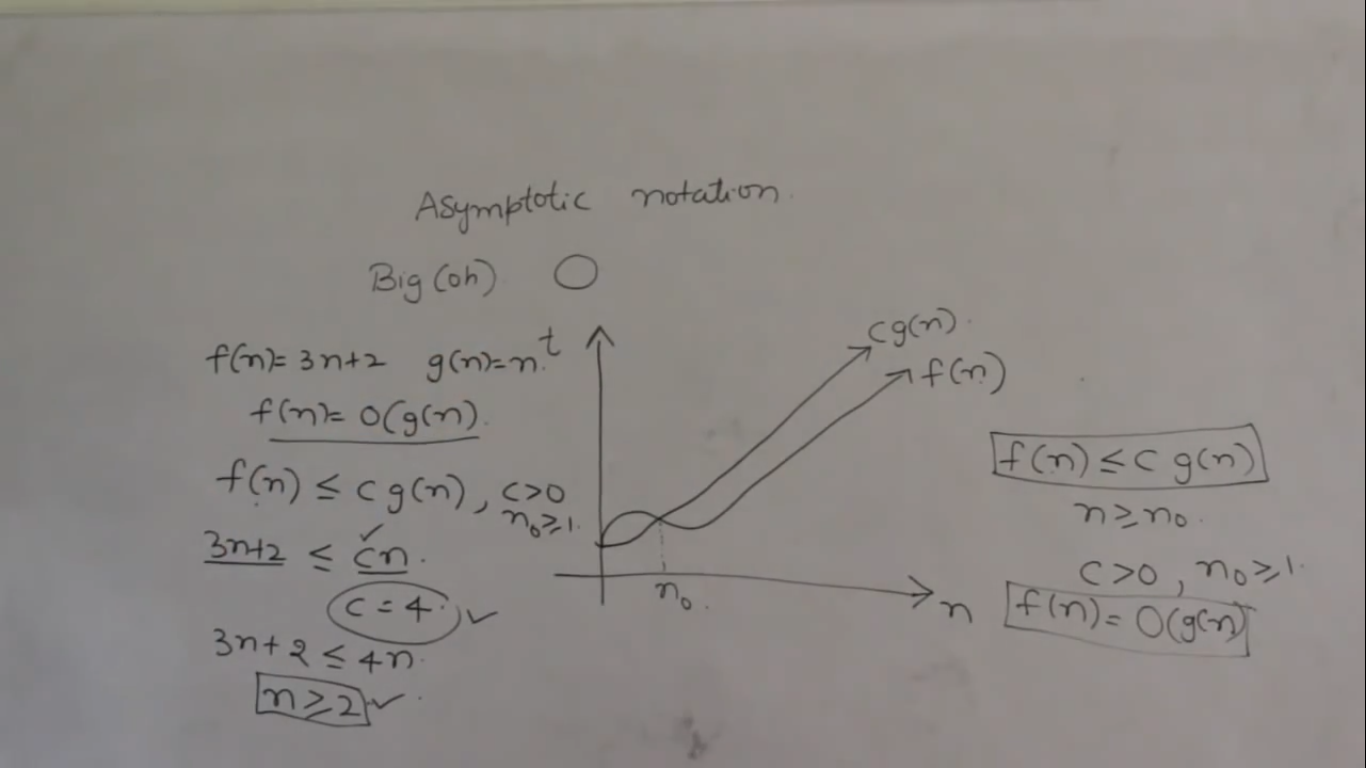 Asymptotic notation.
Big (oh) O
f(n)= 3n+2 g(n)=n.
f(n)= O(g(n).
f(n) ≤ c g(n), c>0
n₀≥1.
3n+2 ≤ cn.
c = 4.
3n+2 ≤ 4n.
n≥2
t
cg(n).
f(n)
n₀.
n
f(n) ≤ c g(n)
n≥n₀.
c>0, n₀≥1.
f(n)= O(g(n)